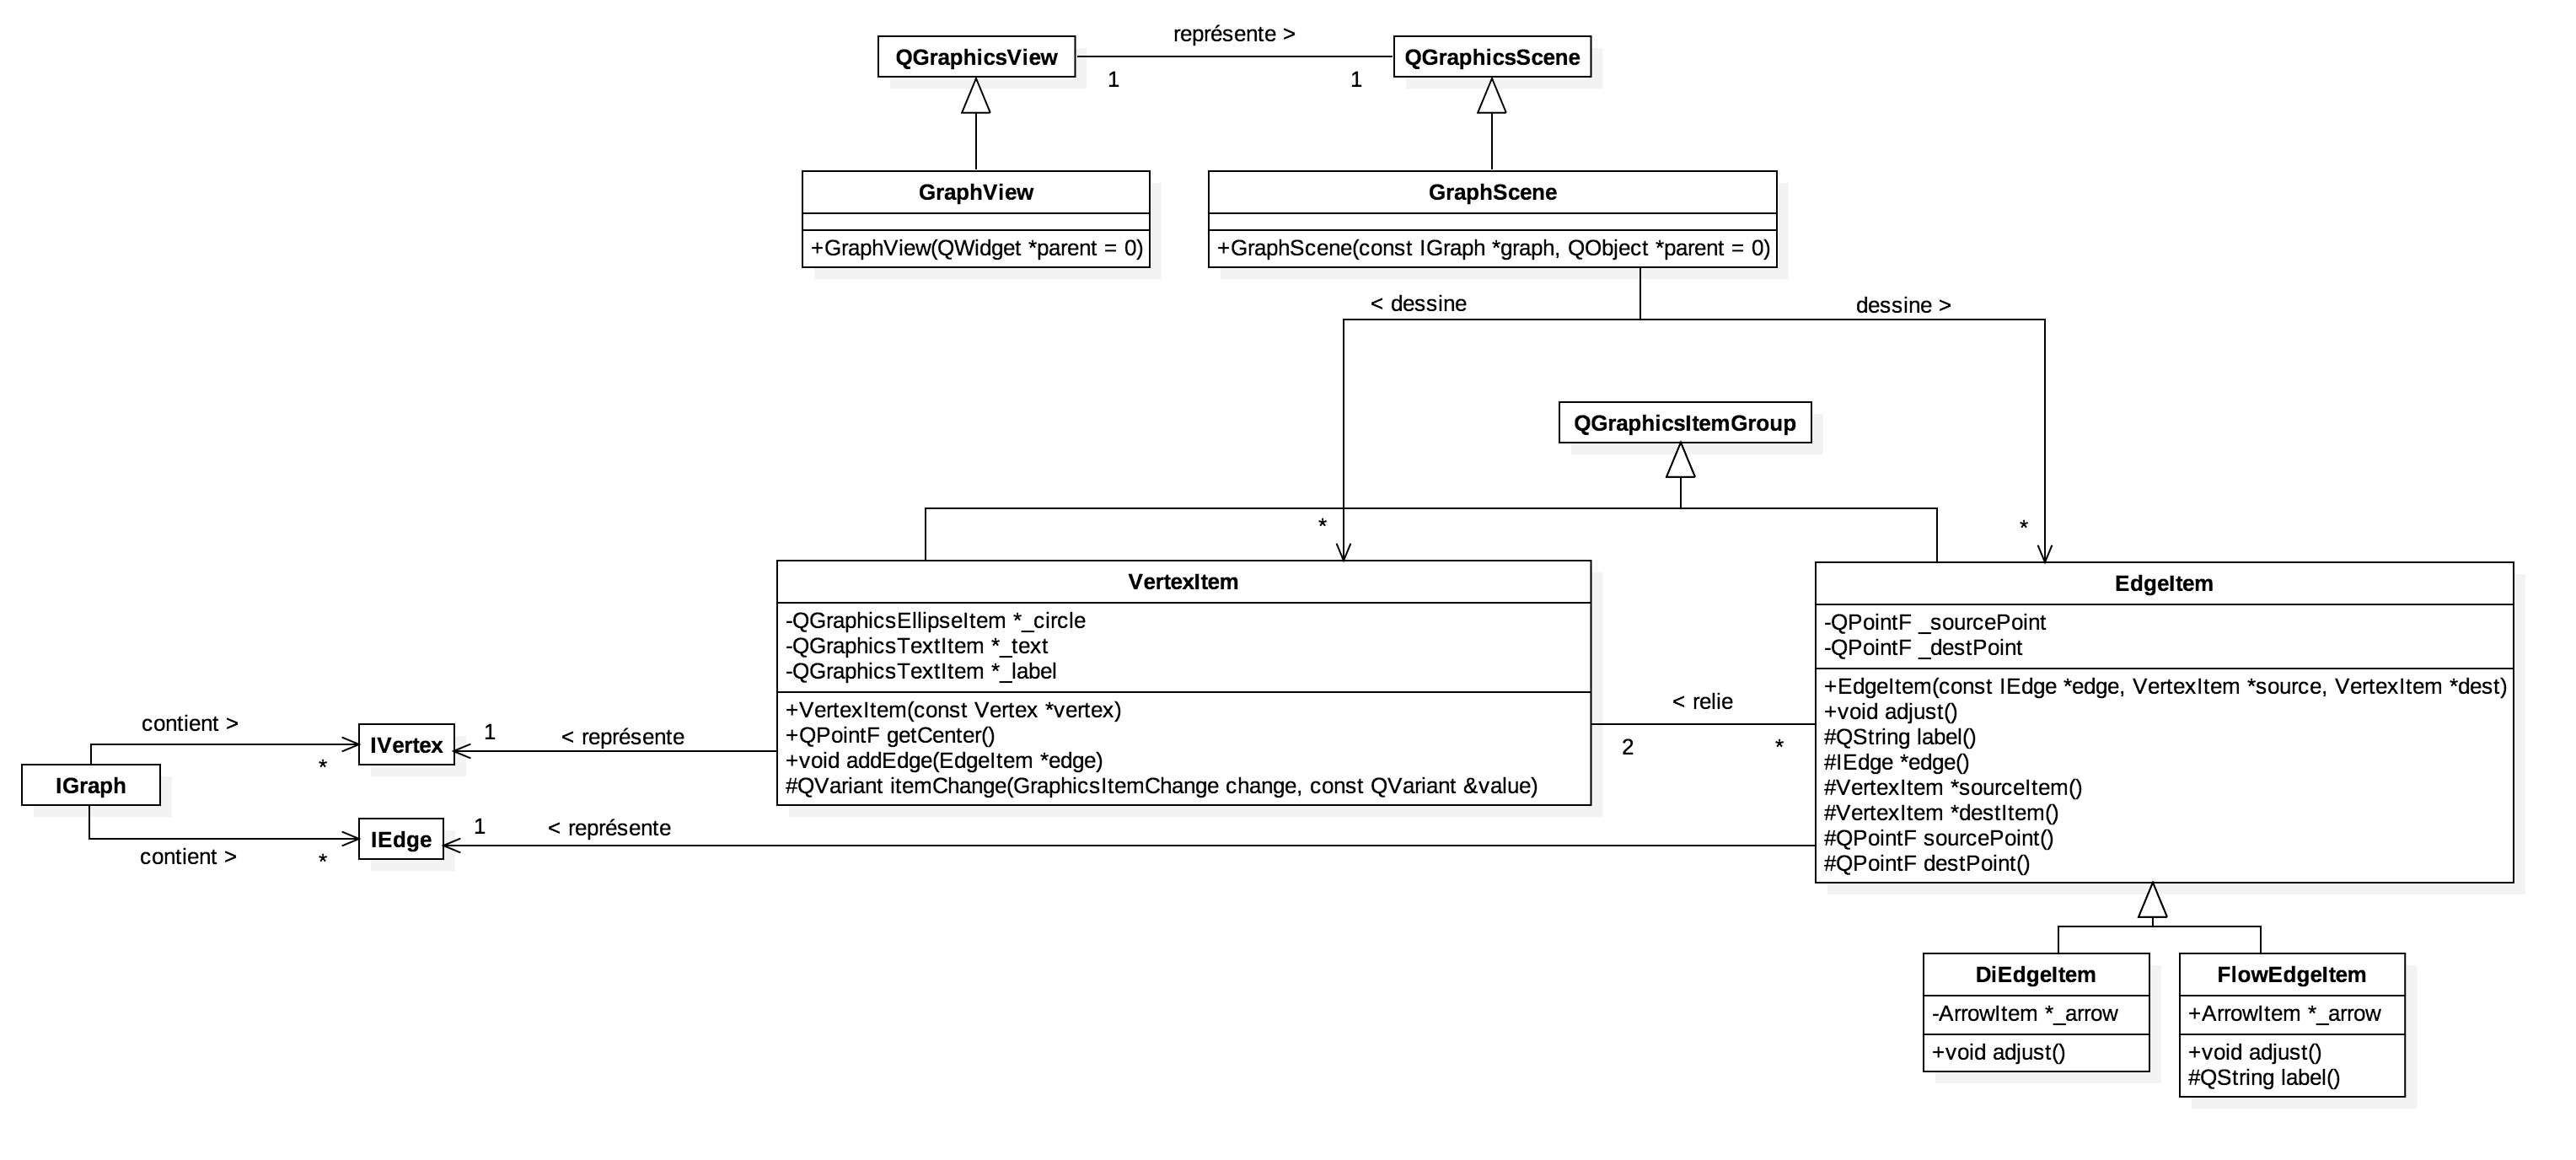 représente >
QGraphicsView
QGraphicsScene
1
1
GraphView
+GraphView(QWidget *parent = 0)
GraphScene
+GraphScene(const IGraph *graph, QObject *parent = 0)
< dessine
dessine >
QGraphicsItemGroup
*
*
VertexItem
-QGraphicsEllipseItem *_circle
-QGraphicsTextItem *_text
-QGraphicsTextItem *_label
+VertexItem(const Vertex *vertex)
+QPointF getCenter()
+void addEdge(EdgeItem *edge)
#QVariant itemChange(GraphicsItemChange change, const QVariant &value)
EdgeItem
-QPointF _sourcePoint
-QPointF _destPoint
+EdgeItem(const IEdge *edge, VertexItem *source, VertexItem *dest)
+void adjust()
#QString label()
#IEdge *edge()
#VertexItem *sourceItem()
#VertexItem *destItem()
#QPointF sourcePoint()
#QPointF destPoint()
< relie
2
*
contient >
*
IVertex
1
< représente
IGraph
contient >
*
IEdge
1
< représente
DiEdgeItem
-ArrowItem *_arrow
+void adjust()
FlowEdgeItem
+ArrowItem *_arrow
+void adjust()
#QString label()